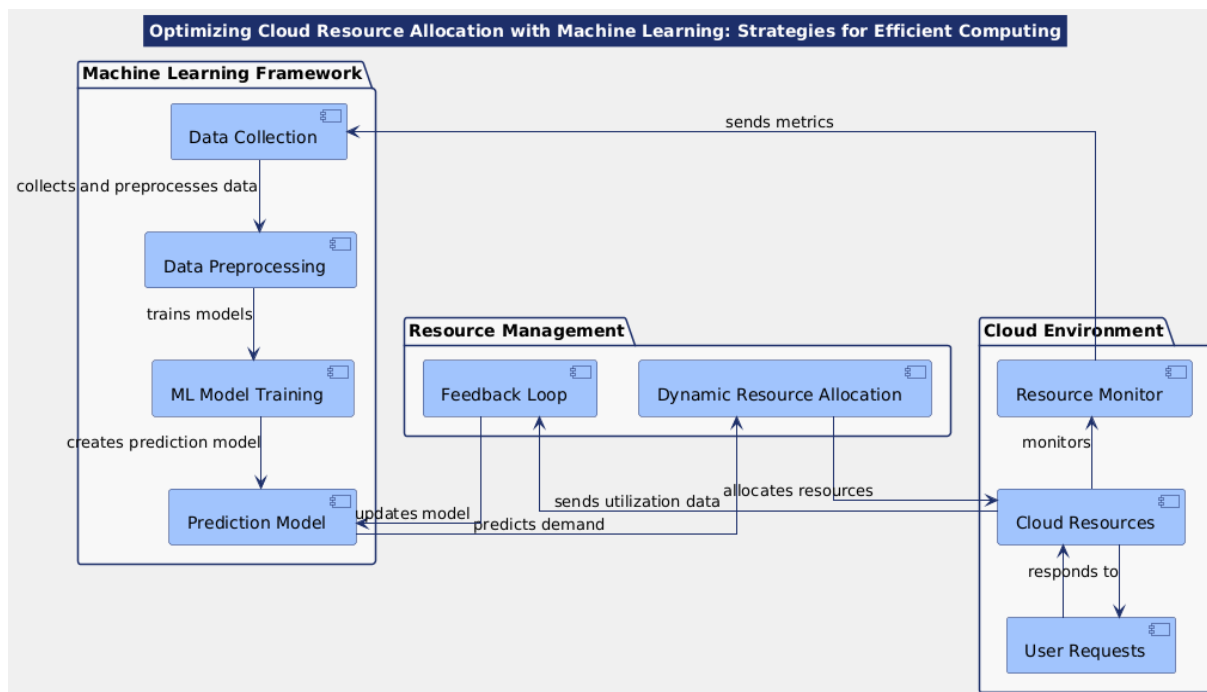 Optimizing Cloud Resource Allocation with Machine Learning: Strategies for Efficient Computing
Machine Learning Framework
Data Collection
sends metrics
collects and preprocesses data
Data Preprocessing
trains models
Resource Management
Cloud Environment
ML Model Training
Feedback Loop
Dynamic Resource Allocation
Resource Monitor
creates prediction model
monitors
allocates resources
sends utilization data
updates model
predicts demand
Prediction Model
Cloud Resources
responds to
User Requests